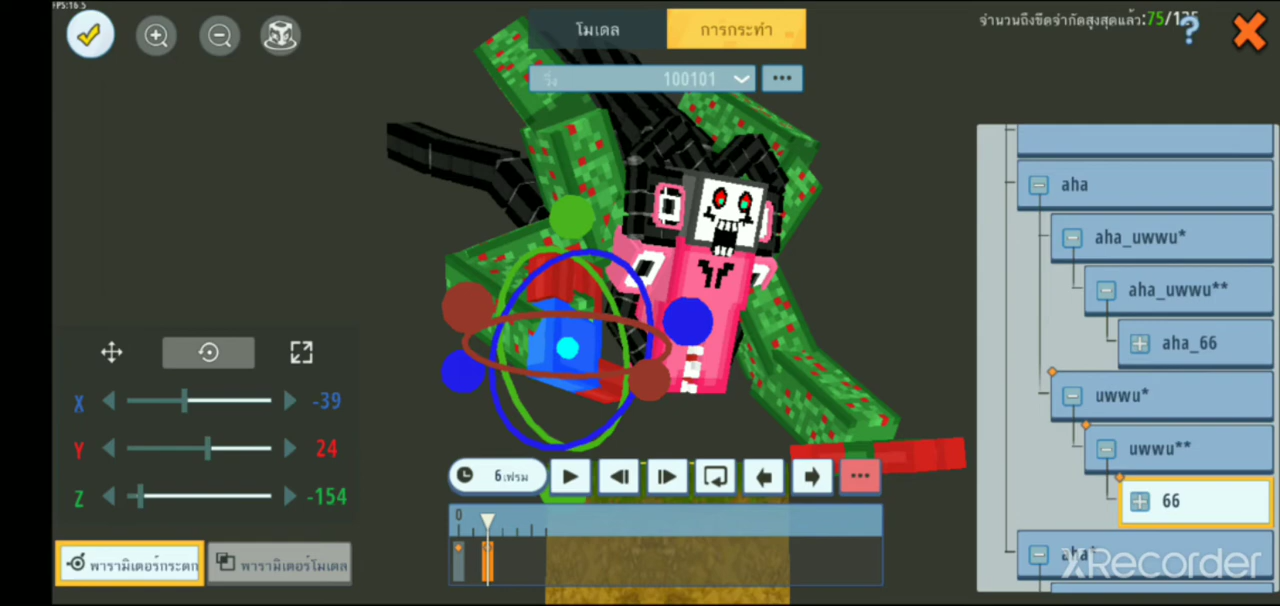 FPS:16.5
โมเดล
การกระทำ
จำนวนถึงขีดจำกัดสูงสุดแล้ว:75/125
?
วิ่ง 100101
aha
aha_uwwu*
aha_uwwu**
aha_66
uwwu*
uwwu**
66
aha*
X -39
Y 24
Z -154
6เฟรม
0
พารามิเตอร์กระดูก
พารามิเตอร์โมเดล
XRecorder